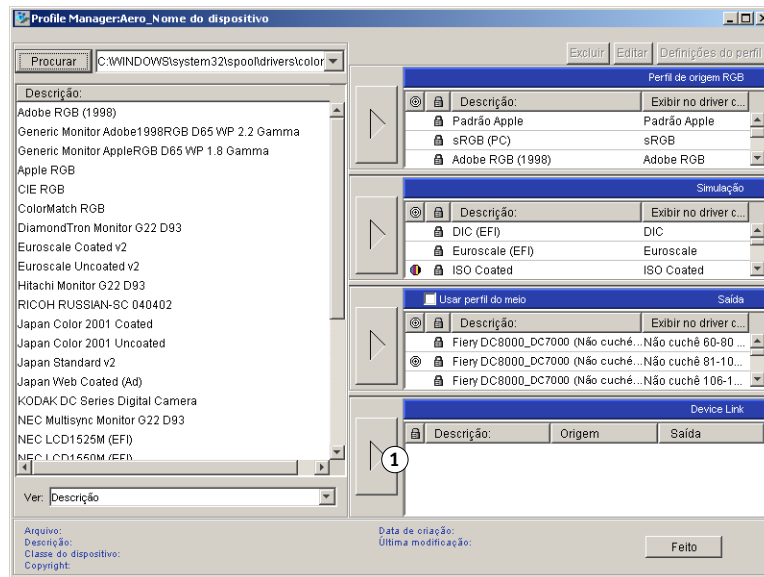 Profile Manager:Aero_Nome do dispositivo
Procurar
C:\WINDOWS\system32\spool\drivers\color
Excluir
Editar
Definições do perfil
Descrição:
Adobe RGB (1998)
Generic Monitor Adobe1998RGB D65 WP 2.2 Gamma
Generic Monitor AppleRGB D65 WP 1.8 Gamma
Apple RGB
CIE RGB
ColorMatch RGB
DiamondTron Monitor G22 D93
Euroscale Coated v2
Euroscale Uncoated v2
Hitachi Monitor G22 D93
RICOH RUSSIAN-SC 040402
Japan Color 2001 Coated
Japan Color 2001 Uncoated
Japan Standard v2
Japan Web Coated (Ad)
KODAK DC Series Digital Camera
NEC Multisync Monitor G22 D93
NEC LCD1525M (EFI)
NEC LCD1550M (EFI)
Ver: Descrição
Perfil de origem RGB
Descrição: Exibir no driver c...
Padrão Apple Padrão Apple
sRGB (PC) sRGB
Adobe RGB (1998) Adobe RGB
Simulação
Descrição: Exibir no driver c...
DIC (EFI) DIC
Euroscale (EFI) Euroscale
ISO Coated ISO Coated
Usar perfil do meio Saída
Descrição: Exibir no driver c...
Fiery DC8000_DC7000 (Não cuché... Não cuchê 60-80 ...
Fiery DC8000_DC7000 (Não cuché... Não cuchê 81-10...
Fiery DC8000_DC7000 (Não cuché... Não cuchê 106-1...
Device Link
Descrição: Origem Saída
1
Arquivo:
Descrição:
Classe do dispositivo:
Copyright:
Data de criação:
Última modificação:
Feito